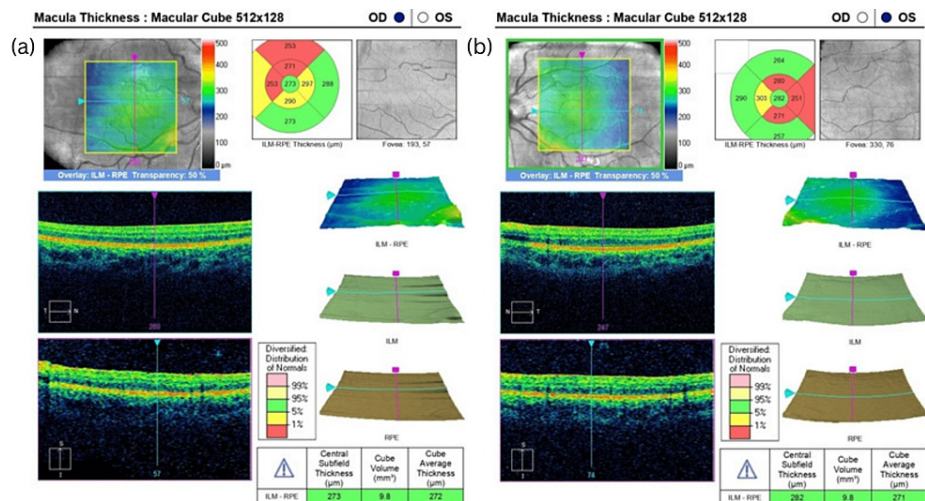 Macula Thickness : Macular Cube 512x128 OD OS
(a)
500
400
300
200
100
0 µm
Overlay: ILM - RPE Transparency: 50 %
253
271
253 273 297 288
290
273
ILM-RPE Thickness (µm)
Fovea: 193, 57
ILM - RPE
T N
269
ILM
Diversified:
Distribution
of Normals
99%
95%
5%
1%
RPE
S
I
57
Central
Subfield
Thickness
(µm)
Cube
Volume
(mm³)
Cube
Average
Thickness
(µm)
ILM - RPE 273 9.8 272
Macula Thickness : Macular Cube 512x128 OD OS
(b)
500
400
300
200
100
0 µm
Overlay: ILM - RPE Transparency: 50 %
264
290 303 282 251
271
257
ILM-RPE Thickness (µm)
Fovea: 330, 76
ILM - RPE
T
247
ILM
Diversified:
Distribution
of Normals
99%
95%
5%
1%
RPE
S
I
74
Central
Subfield
Thickness
(µm)
Cube
Volume
(mm³)
Cube
Average
Thickness
(µm)
ILM - RPE 282 9.8 271